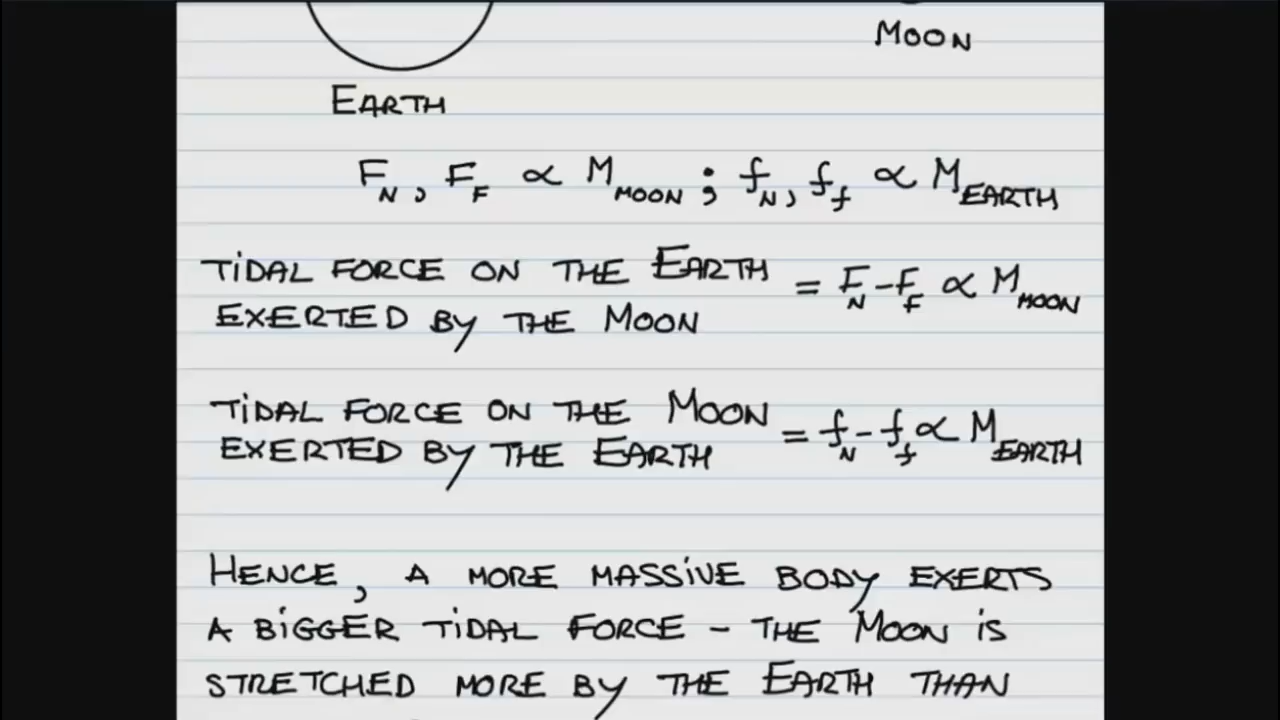 MOON
EARTH
F_N, F_F ∝ M_MOON ; f_N, f_f ∝ M_EARTH
TIDAL FORCE ON THE EARTH
EXERTED BY THE MOON
= F_N - F_F ∝ M_MOON
TIDAL FORCE ON THE MOON
EXERTED BY THE EARTH
= f_N - f_f ∝ M_EARTH
HENCE, A MORE MASSIVE BODY EXERTS
A BIGGER TIDAL FORCE - THE MOON IS
STRETCHED MORE BY THE EARTH THAN